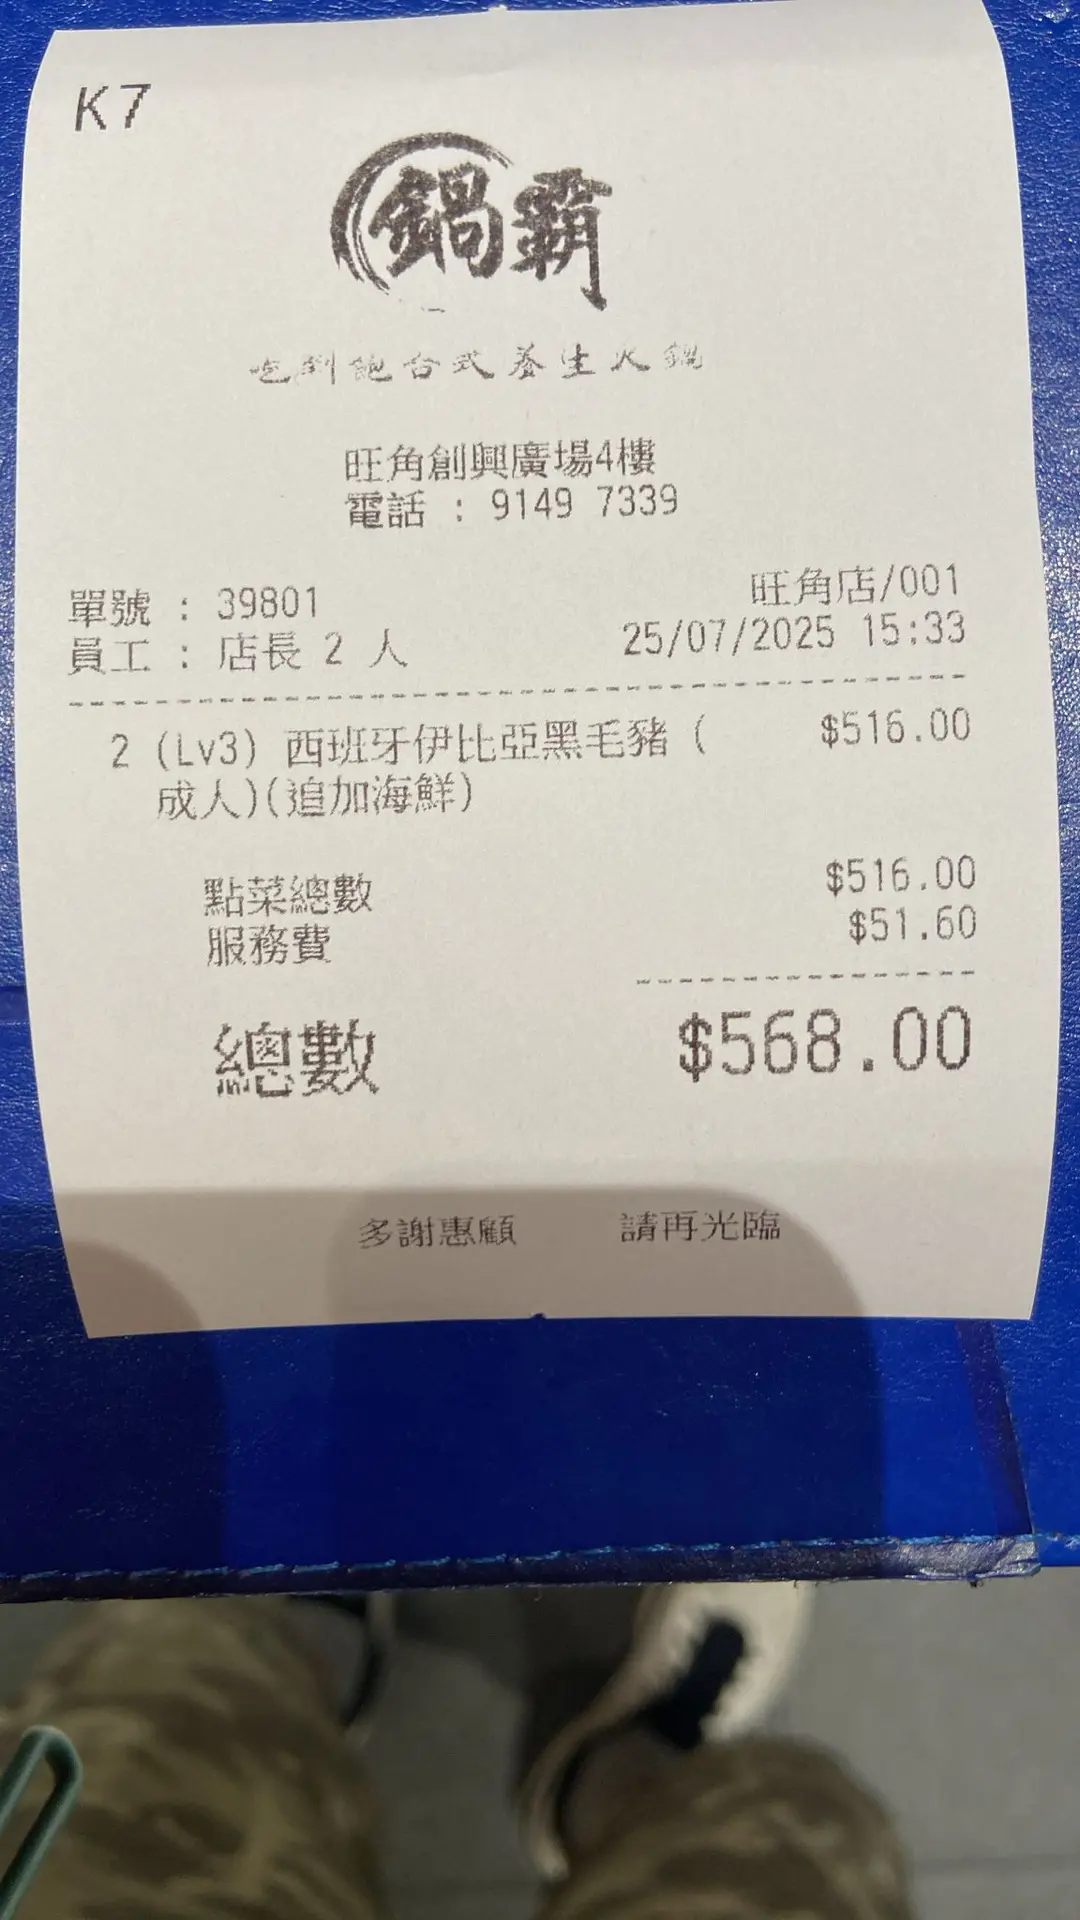 K7
鍋霸
吃到飽台式養生火鍋
旺角創興廣場4樓
電話 : 9149 7339
單號 : 39801 旺角店/001
員工 : 店長 2 人 25/07/2025 15:33
2 (Lv3) 西班牙伊比亞黑毛豬 ( $516.00
成人)(追加海鮮)
點菜總數 $516.00
服務費 $51.60
總數 $568.00
多謝惠顧 請再光臨